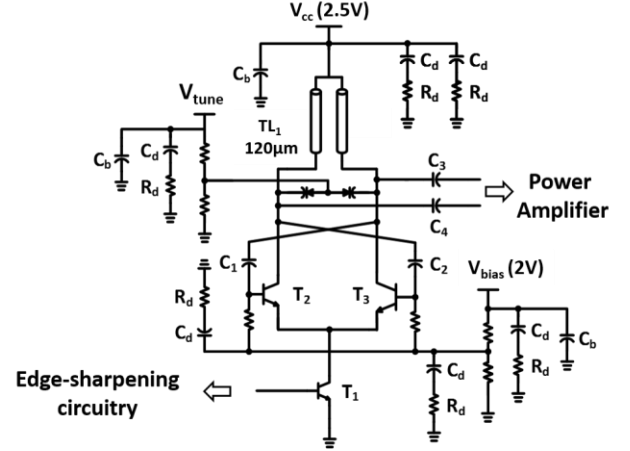 Vcc (2.5V)
Cb
Cd
Cd
Rd
Rd
Vtune
TL1
120μm
Cb
Cd
Rd
C3
Power
Amplifier
C4
C1
C2
Vbias (2V)
Rd
T2
T3
Cd
Cd
Cb
Rd
Cd
Rd
Edge-sharpening
circuitry
T1